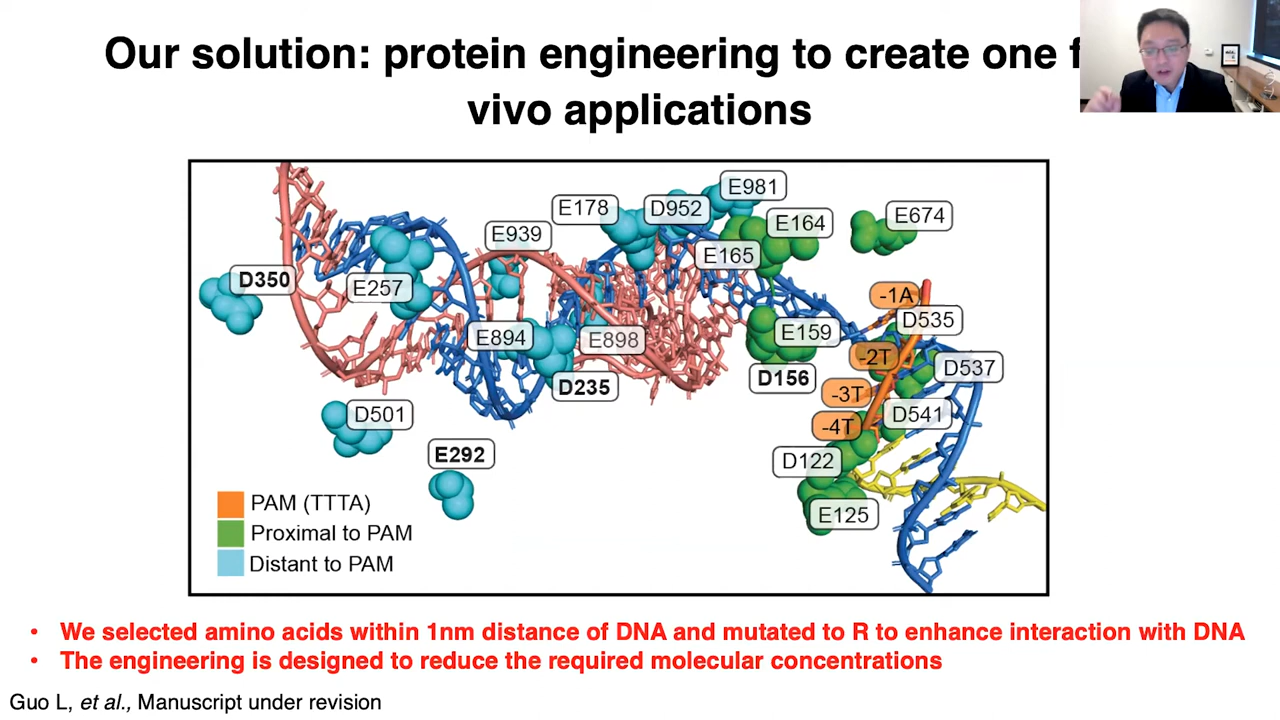 Our solution: protein engineering to create one f
vivo applications
E981
E178
D952
E164
E674
E939
E165
D350
E257
-1A
D535
E894
E898
E159
-2T
D235
D156
D537
-3T
D501
D541
-4T
E292
D122
E125
PAM (TTTA)
Proximal to PAM
Distant to PAM
• We selected amino acids within 1nm distance of DNA and mutated to R to enhance interaction with DNA
• The engineering is designed to reduce the required molecular concentrations
Guo L, et al., Manuscript under revision